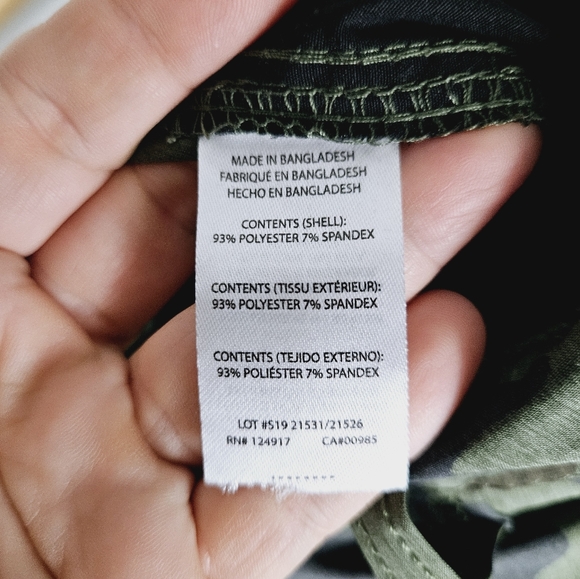 MADE IN BANGLADESH
FABRIQUÉ EN BANGLADESH
HECHO EN BANGLADESH
CONTENTS (SHELL):
93% POLYESTER 7% SPANDEX
CONTENTS (TISSU EXTÉRIEUR):
93% POLYESTER 7% SPANDEX
CONTENTS (TEJIDO EXTERNO):
93% POLIÉSTER 7% SPANDEX
LOT #S19 21531/21526
RN# 124917 CA#00985